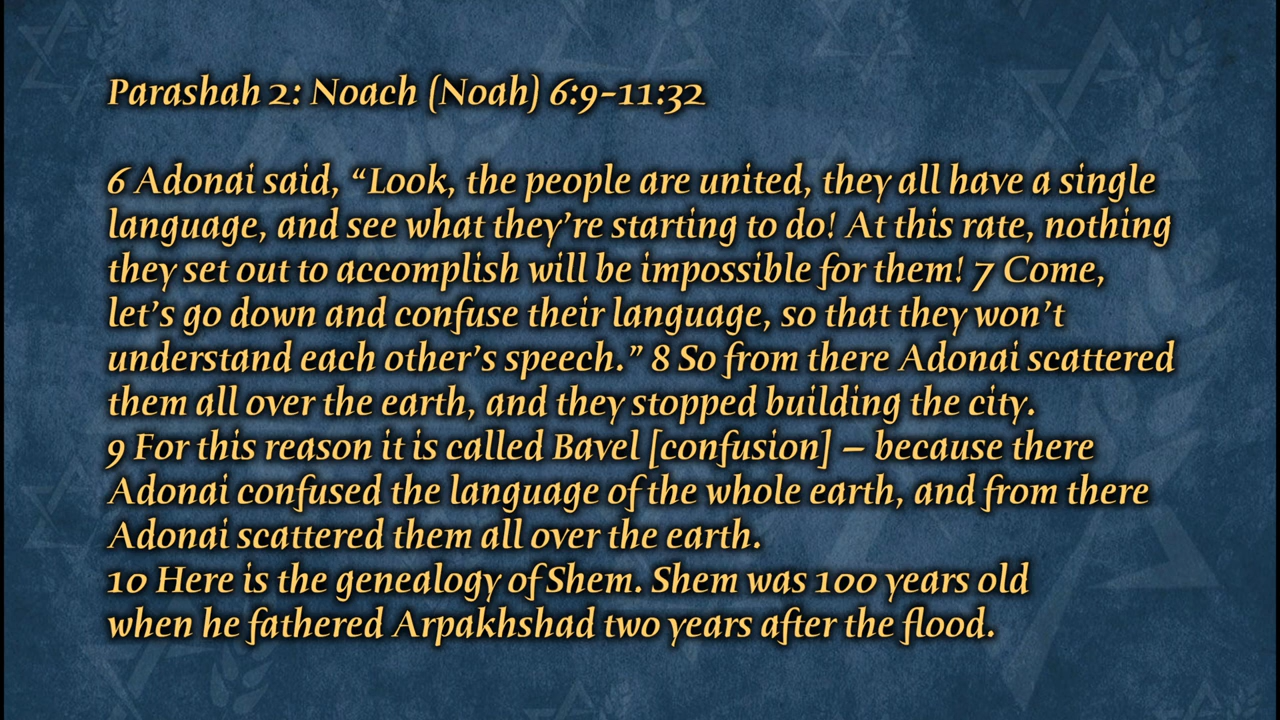 Parashah 2: Noach (Noah) 6:9-11:32
6 Adonai said, “Look, the people are united, they all have a single
language, and see what they’re starting to do! At this rate, nothing
they set out to accomplish will be impossible for them! 7 Come,
let’s go down and confuse their language, so that they won’t
understand each other’s speech.” 8 So from there Adonai scattered
them all over the earth, and they stopped building the city.
9 For this reason it is called Bavel [confusion] – because there
Adonai confused the language of the whole earth, and from there
Adonai scattered them all over the earth.
10 Here is the genealogy of Shem. Shem was 100 years old
when he fathered Arpakhshad two years after the flood.